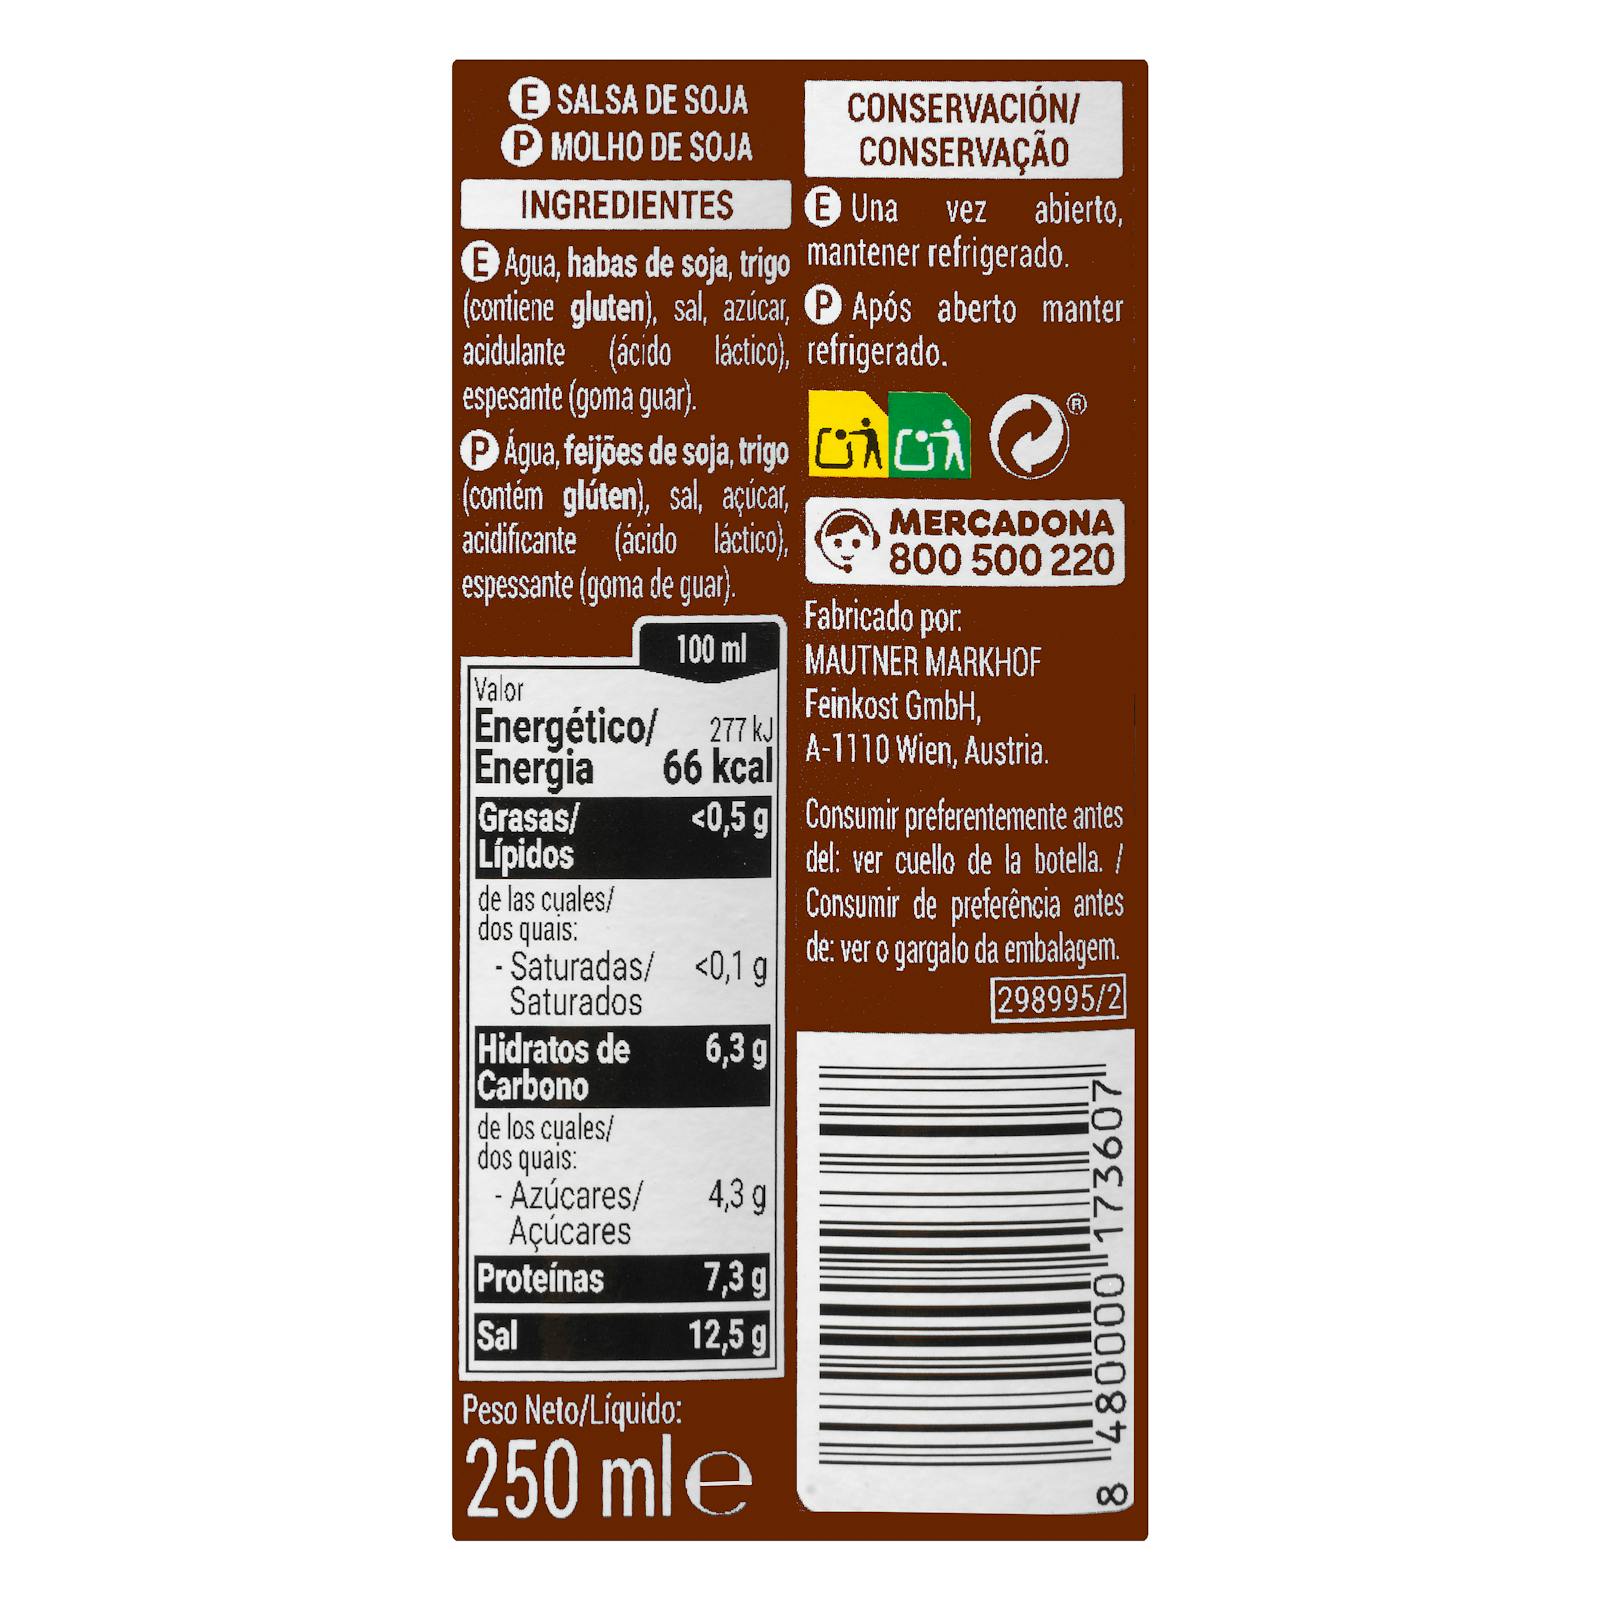 E SALSA DE SOJA
P MOLHO DE SOJA
INGREDIENTES
E Agua, habas de soja, trigo
(contiene gluten), sal, azúcar,
acidulante (ácido láctico),
espesante (goma guar).
P Água, feijões de soja, trigo
(contém glúten), sal, açúcar,
acidificante (ácido láctico),
espessante (goma de guar).
100 ml
Valor
Energético/ 277 kJ
Energia 66 kcal
Grasas/ <0,5 g
Lípidos
de las cuales/
dos quais:
- Saturadas/ <0,1 g
Saturados
Hidratos de 6,3 g
Carbono
de los cuales/
dos quais:
- Azúcares/ 4,3 g
Açúcares
Proteínas 7,3 g
Sal 12,5 g
Peso Neto/Líquido:
250 ml e
CONSERVACIÓN/
CONSERVAÇÃO
E Una vez abierto,
mantener refrigerado.
P Após aberto manter
refrigerado.
®
MERCADONA
800 500 220
Fabricado por:
MAUTNER MARKHOF
Feinkost GmbH,
A-1110 Wien, Austria.
Consumir preferentemente antes
del: ver cuello de la botella. /
Consumir de preferência antes
de: ver o gargalo da embalagem.
298995/2
8 480000 173607